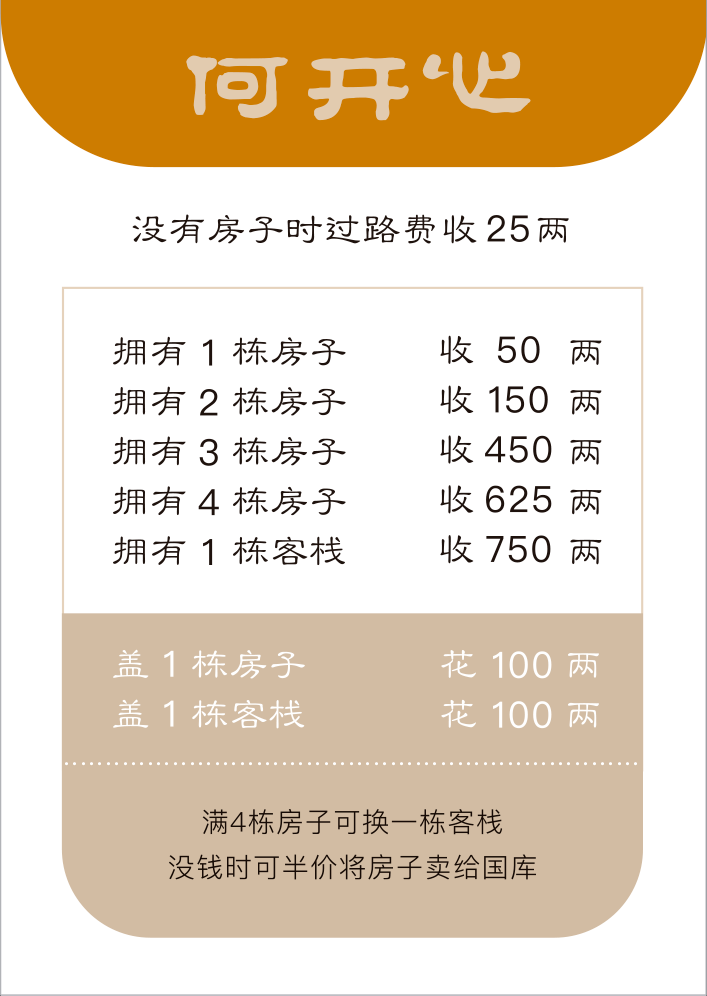 何开心
没有房子时过路费收25两
拥有 1 栋房子 收 50 两
拥有 2 栋房子 收 150 两
拥有 3 栋房子 收 450 两
拥有 4 栋房子 收 625 两
拥有 1 栋客栈 收 750 两
盖 1 栋房子 花 100 两
盖 1 栋客栈 花 100 两
满4栋房子可换一栋客栈
没钱时可半价将房子卖给国库